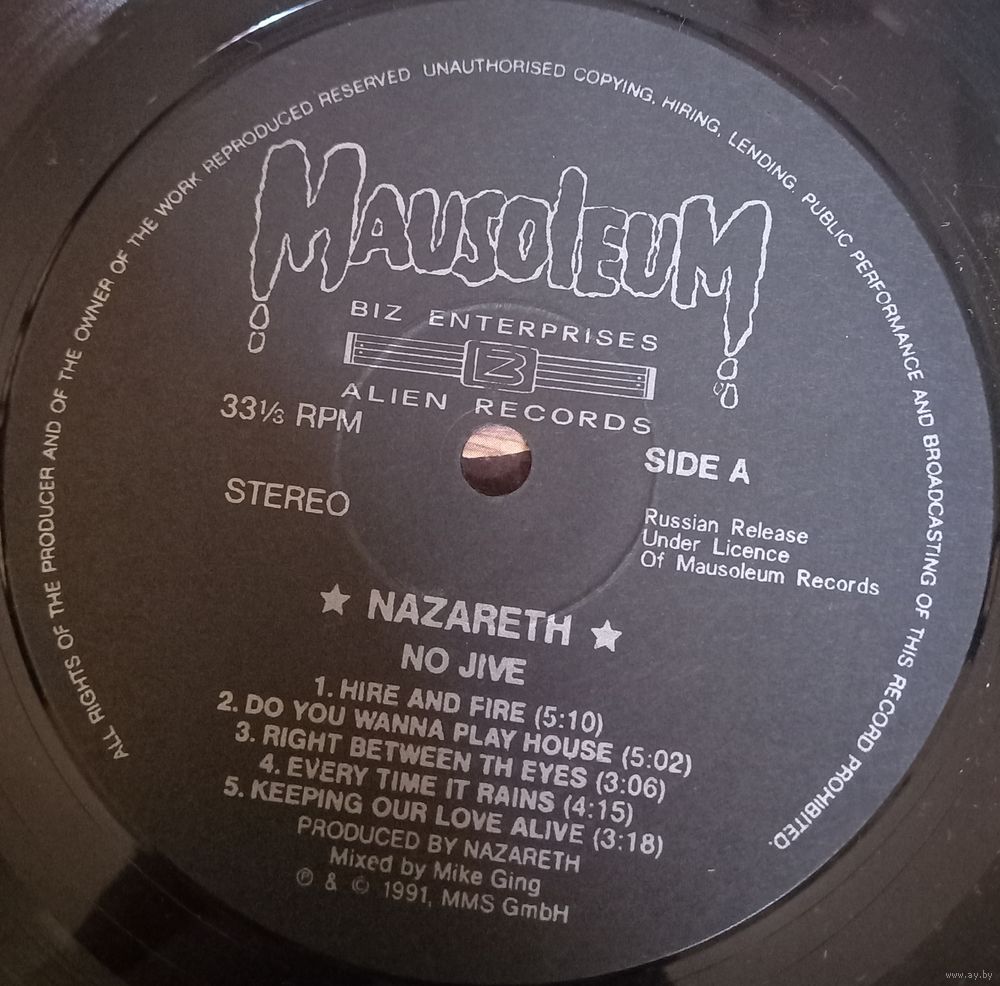 ALL RIGHTS OF THE PRODUCER AND OF THE OWNER OF THE WORK REPRODUCED RESERVED UNAUTHORISED COPYING, HIRING, LENDING, PUBLIC PERFORMANCE AND BROADCASTING OF THIS RECORD PROHIBITED.
MAUSOLEUM
BIZ ENTERPRISES
B
ALIEN RECORDS
33⅓ RPM
SIDE A
STEREO
Russian Release
Under Licence
Of Mausoleum Records
★ NAZARETH ★
NO JIVE
1. HIRE AND FIRE (5:10)
2. DO YOU WANNA PLAY HOUSE (5:02)
3. RIGHT BETWEEN TH EYES (3:06)
4. EVERY TIME IT RAINS (4:15)
5. KEEPING OUR LOVE ALIVE (3:18)
PRODUCED BY NAZARETH
Mixed by Mike Ging
℗ & © 1991, MMS GmbH
www.ay.by